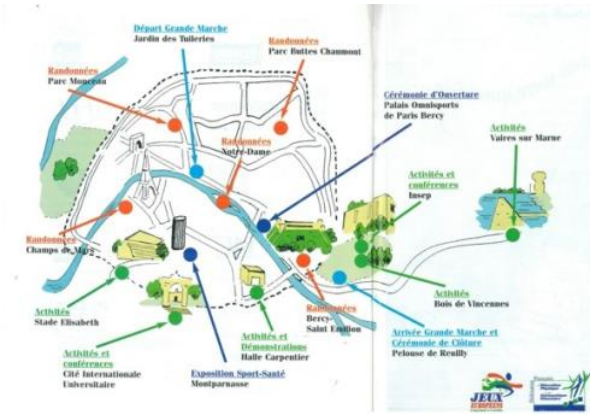 Départ Grande Marche
Jardin des Tuileries
Randonnées
Parc Buttes Chaumont
Randonnées
Parc Monceau
Cérémonie d'Ouverture
Palais Omnisports
de Paris Bercy
Activités
Vaires sur Marne
Randonnées
Notre-Dame
Activités et
conférences
Insep
Randonnées
Champs de Mars
Activités
Stade Elisabeth
Activités et
conférences
Cité Internationale
Universitaire
Exposition Sport-Santé
Montparnasse
Activités et
Démonstrations
Halle Carpentier
Randonnées
Bercy-
Saint Emilion
Activités
Bois de Vincennes
Arrivée Grande Marche et
Cérémonie de Clôture
Pelouse de Reuilly
JEUX